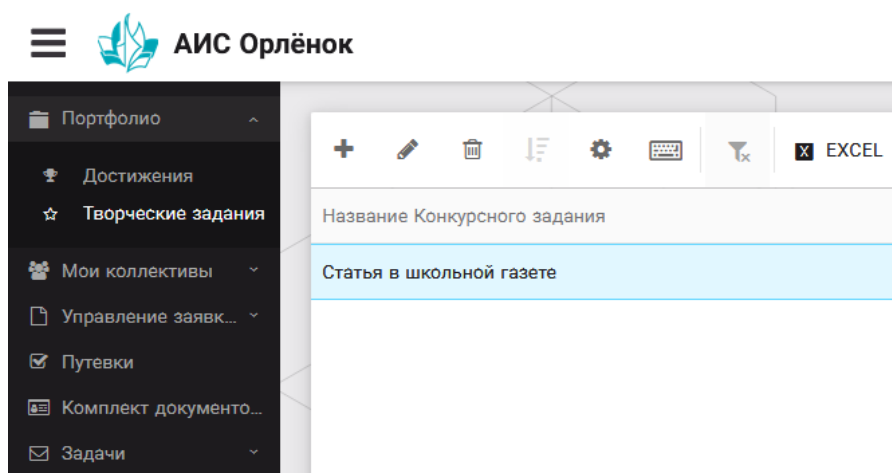 АИС Орлёнок
Портфолио
Достижения
Творческие задания
Мои коллективы
Управление заявк...
Путевки
Комплект документо...
Задачи
X EXCEL
Название Конкурсного задания
Статья в школьной газете